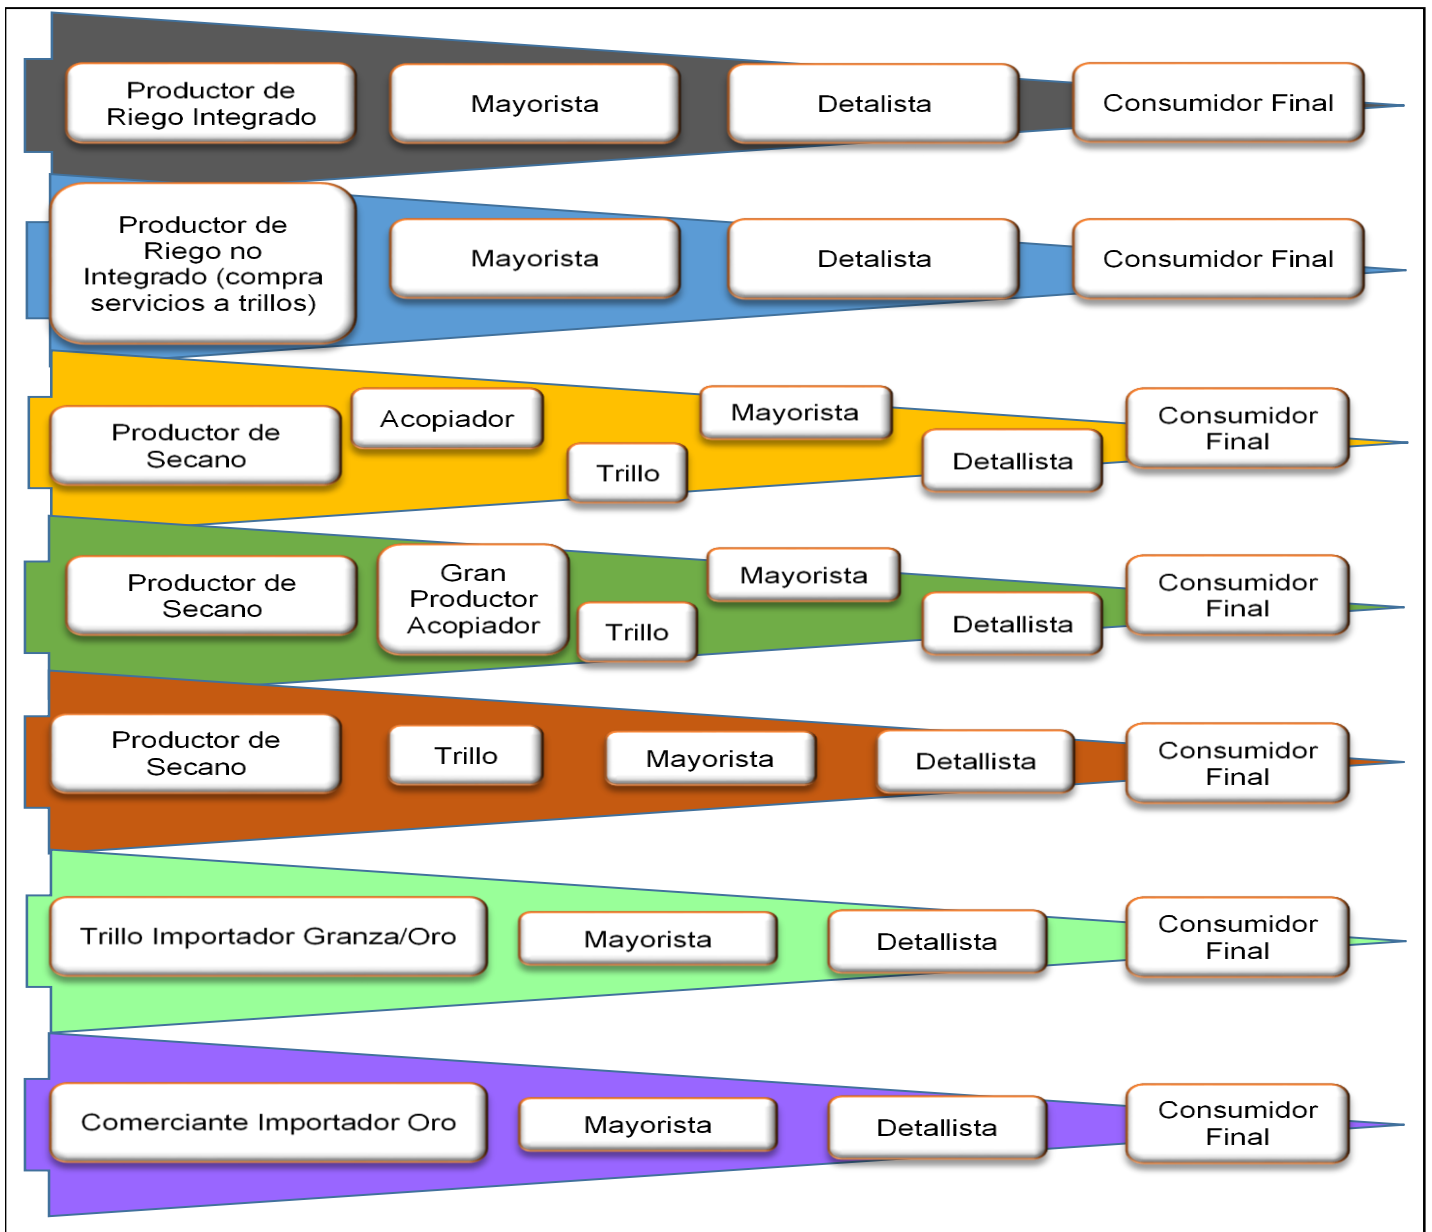 Productor de
Riego Integrado
Mayorista
Detalista
Consumidor Final
Productor de
Riego no
Integrado (compra
servicios a trillos)
Mayorista
Detalista
Consumidor Final
Productor de
Secano
Acopiador
Trillo
Mayorista
Detallista
Consumidor
Final
Productor de
Secano
Gran
Productor
Acopiador
Trillo
Mayorista
Detallista
Consumidor
Final
Productor de
Secano
Trillo
Mayorista
Detallista
Consumidor
Final
Trillo Importador Granza/Oro
Mayorista
Detallista
Consumidor
Final
Comerciante Importador Oro
Mayorista
Detallista
Consumidor
Final